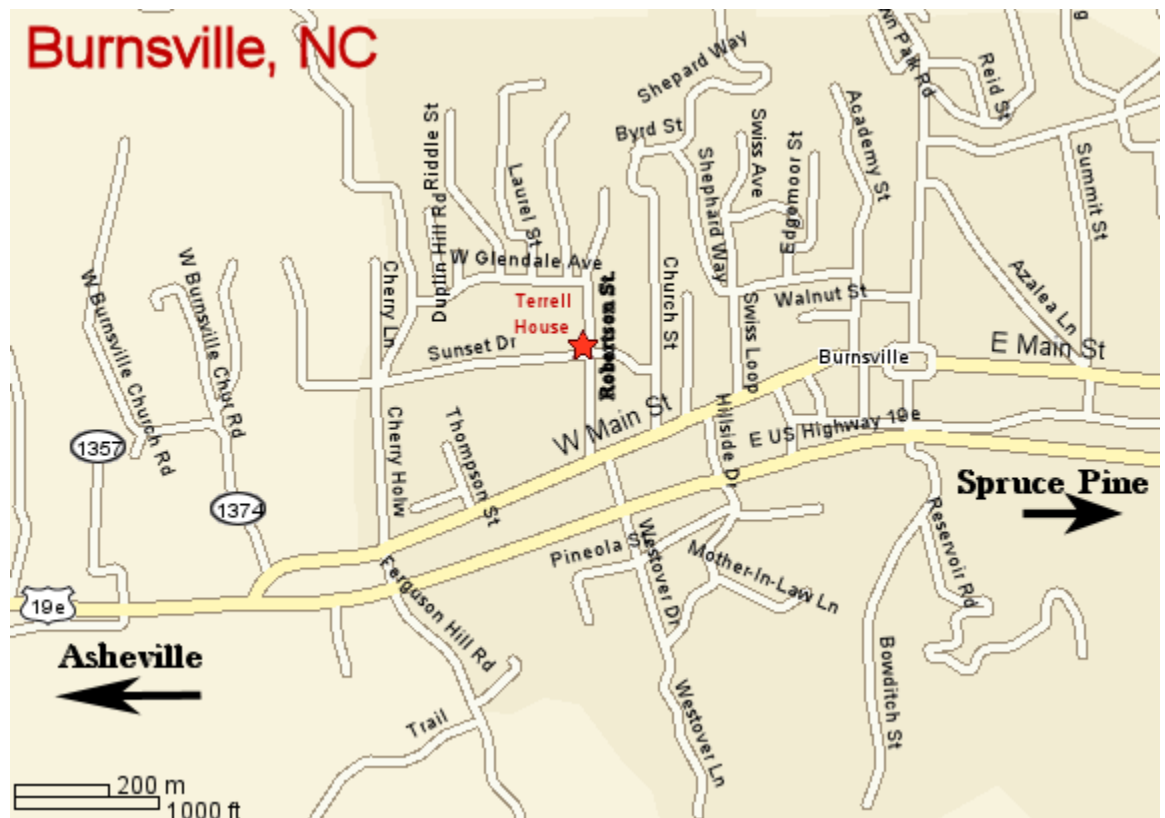 Burnsville, NC
Shepard Way
Byrd St
Swiss Ave
Shephard Way
Edgmoor St
Academy St
Reid St
Summit St
Azalea Ln
Riddle St
Duplin Hill Rd
Laurel St
W Glendale Ave
Terrell
House
Robertson St.
Church St
Swiss Loop
Walnut St
Burnsville
E Main St
W Burnsville Church Rd
W Burnsville Chur Rd
Cherry Ln
Sunset Dr
Cherry Holw
Thompson St
W Main St
Hillside Dr
E US Highway 19e
1357
1374
19e
Spruce Pine
Pineola S
Westover Dr
Mother-In-Law Ln
Reservoir Rd
Ferguson Hill Rd
Asheville
Bowditch St
Westover Ln
Trail
200 m
1000 ft